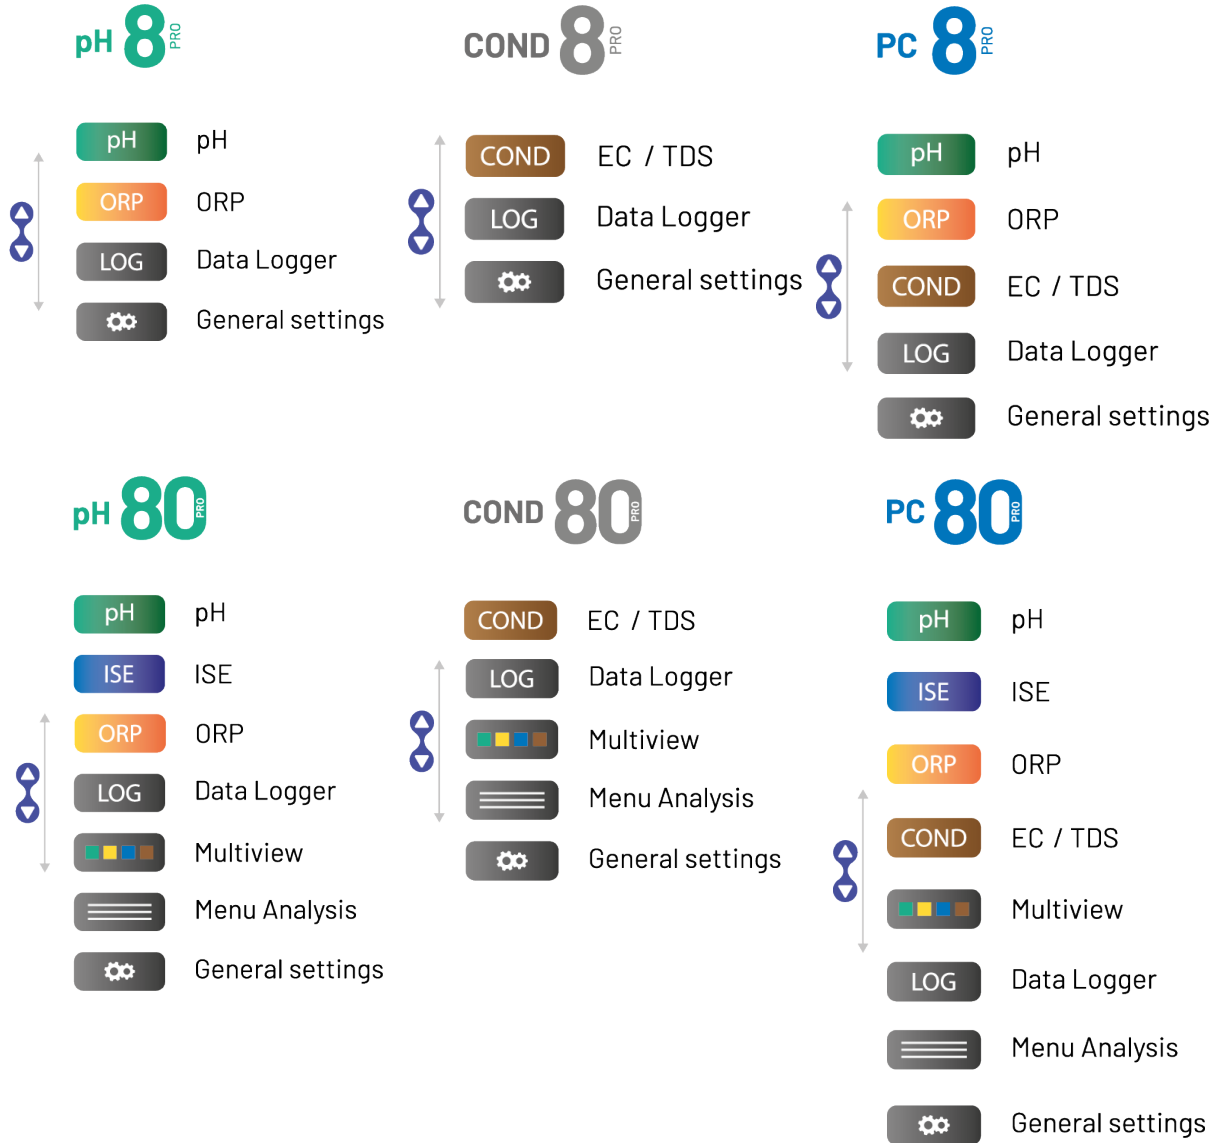 pH 8 PRO
pH pH
ORP ORP
LOG Data Logger
General settings
COND 8 PRO
COND EC / TDS
LOG Data Logger
General settings
PC 8 PRO
pH pH
ORP ORP
COND EC / TDS
LOG Data Logger
General settings
pH 80 PRO
pH pH
ISE ISE
ORP ORP
LOG Data Logger
Multiview
Menu Analysis
General settings
COND 80 PRO
COND EC / TDS
LOG Data Logger
Multiview
Menu Analysis
General settings
PC 80 PRO
pH pH
ISE ISE
ORP ORP
COND EC / TDS
Multiview
LOG Data Logger
Menu Analysis
General settings